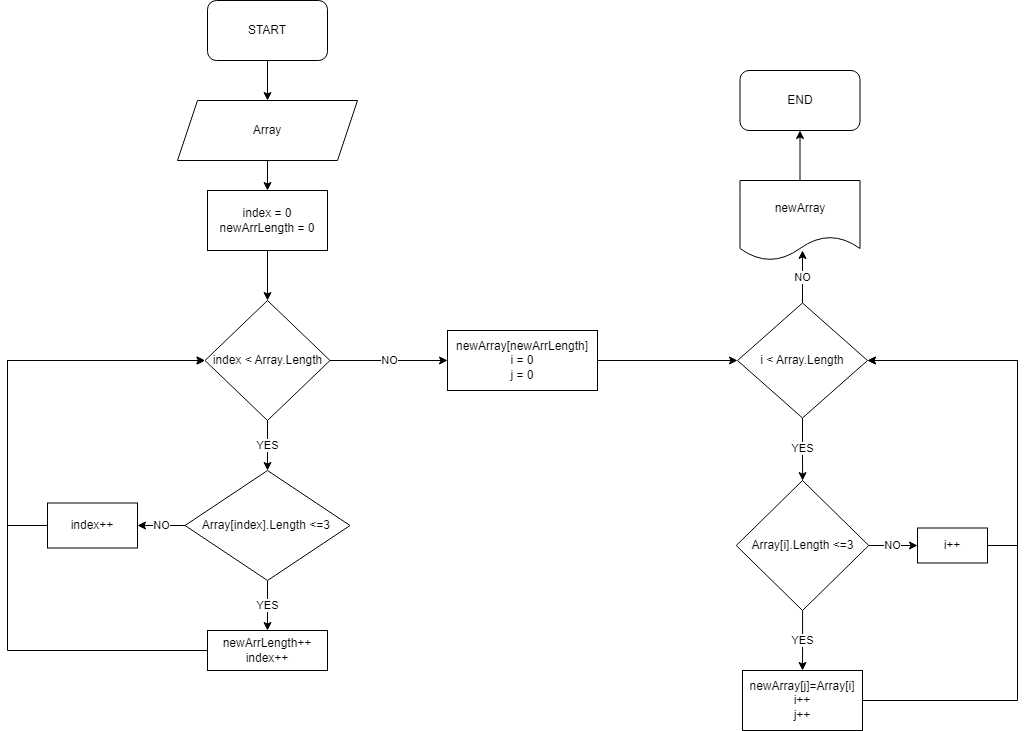 START
Array
index = 0
newArrLength = 0
index < Array.Length
NO
YES
Array[index].Length <=3
NO
index++
YES
newArrLength++
index++
newArray[newArrLength]
i = 0
j = 0
END
newArray
NO
i < Array.Length
YES
Array[i].Length <=3
NO
i++
YES
newArray[j]=Array[i]
i++
j++